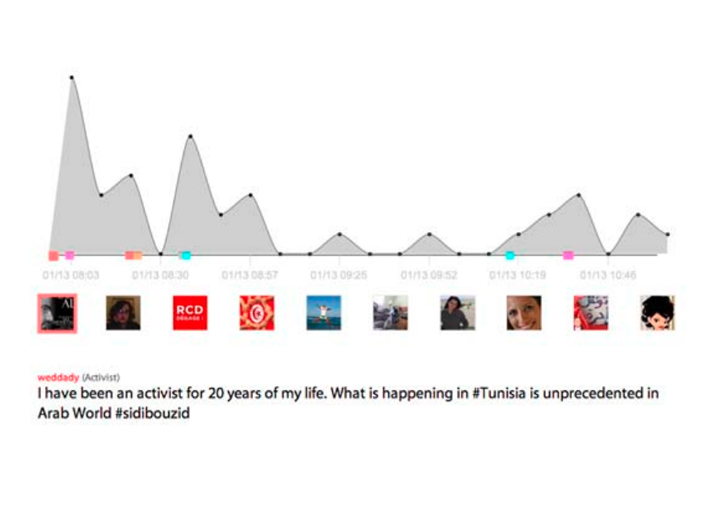 01/13 08:03 01/13 08:30 01/13 08:57 01/13 09:25 01/13 09:52 01/13 10:19 01/13 10:46
AI
RCD
DÉGAGE !
weddady (Activist)
I have been an activist for 20 years of my life. What is happening in #Tunisia is unprecedented in
Arab World #sidibouzid